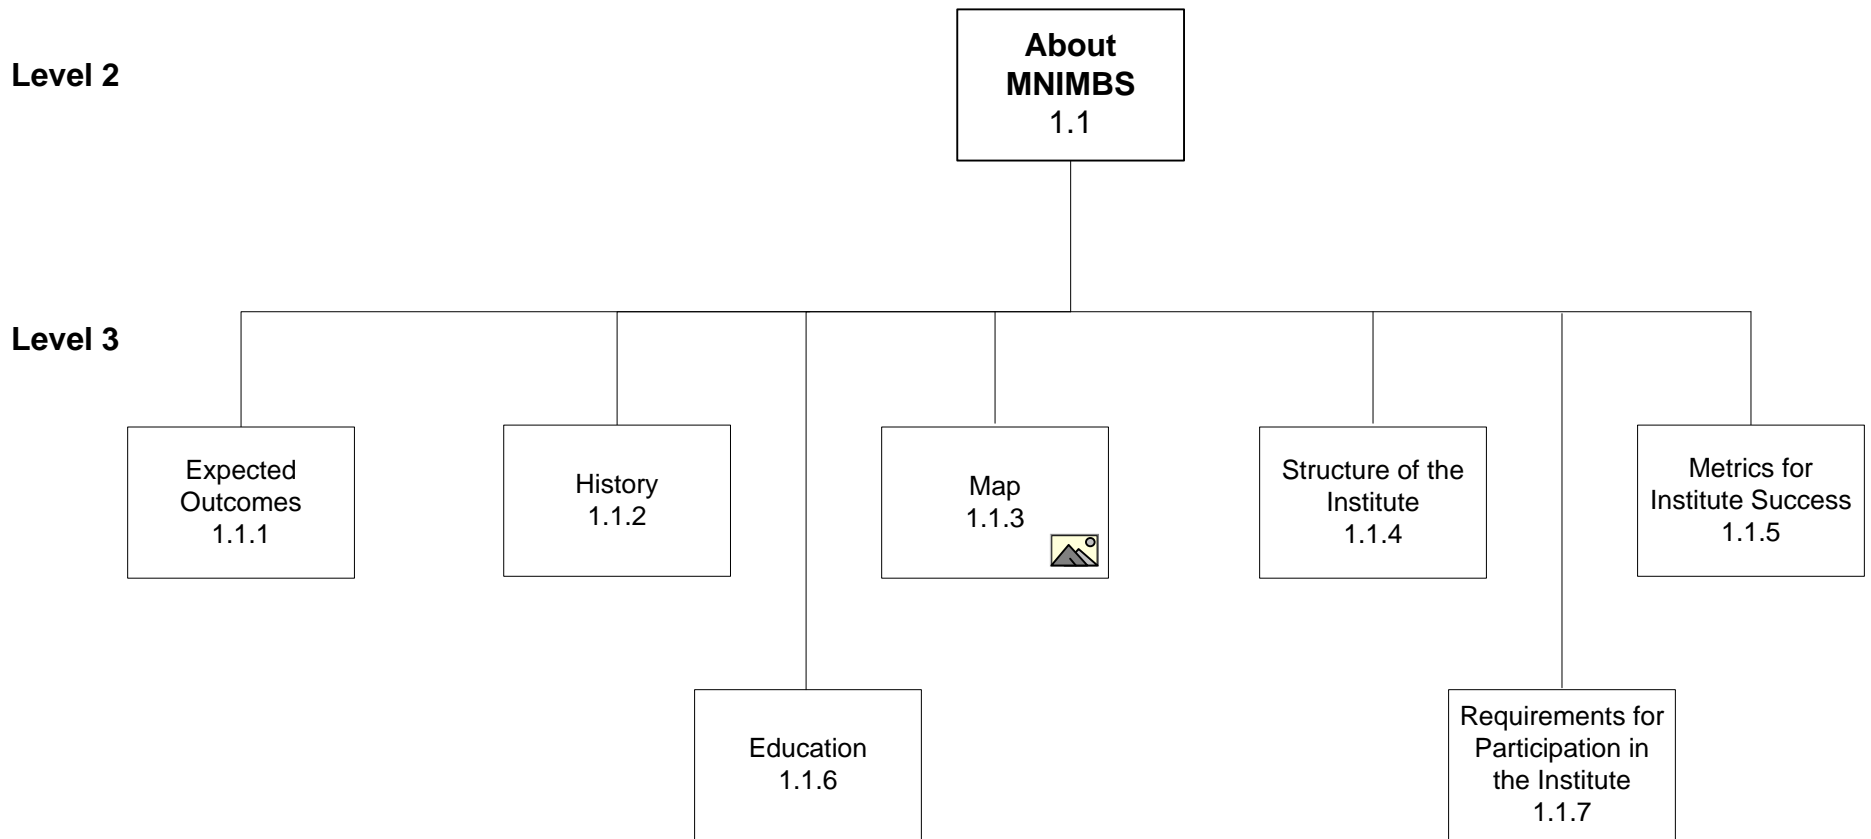 About
MNIMBS
1.1
Level 2
Level 3
Expected
Outcomes
1.1.1
History
1.1.2
Map
1.1.3
Structure of the
Institute
1.1.4
Metrics for
Institute Success
1.1.5
Education
1.1.6
Requirements for
Participation in
the Institute
1.1.7